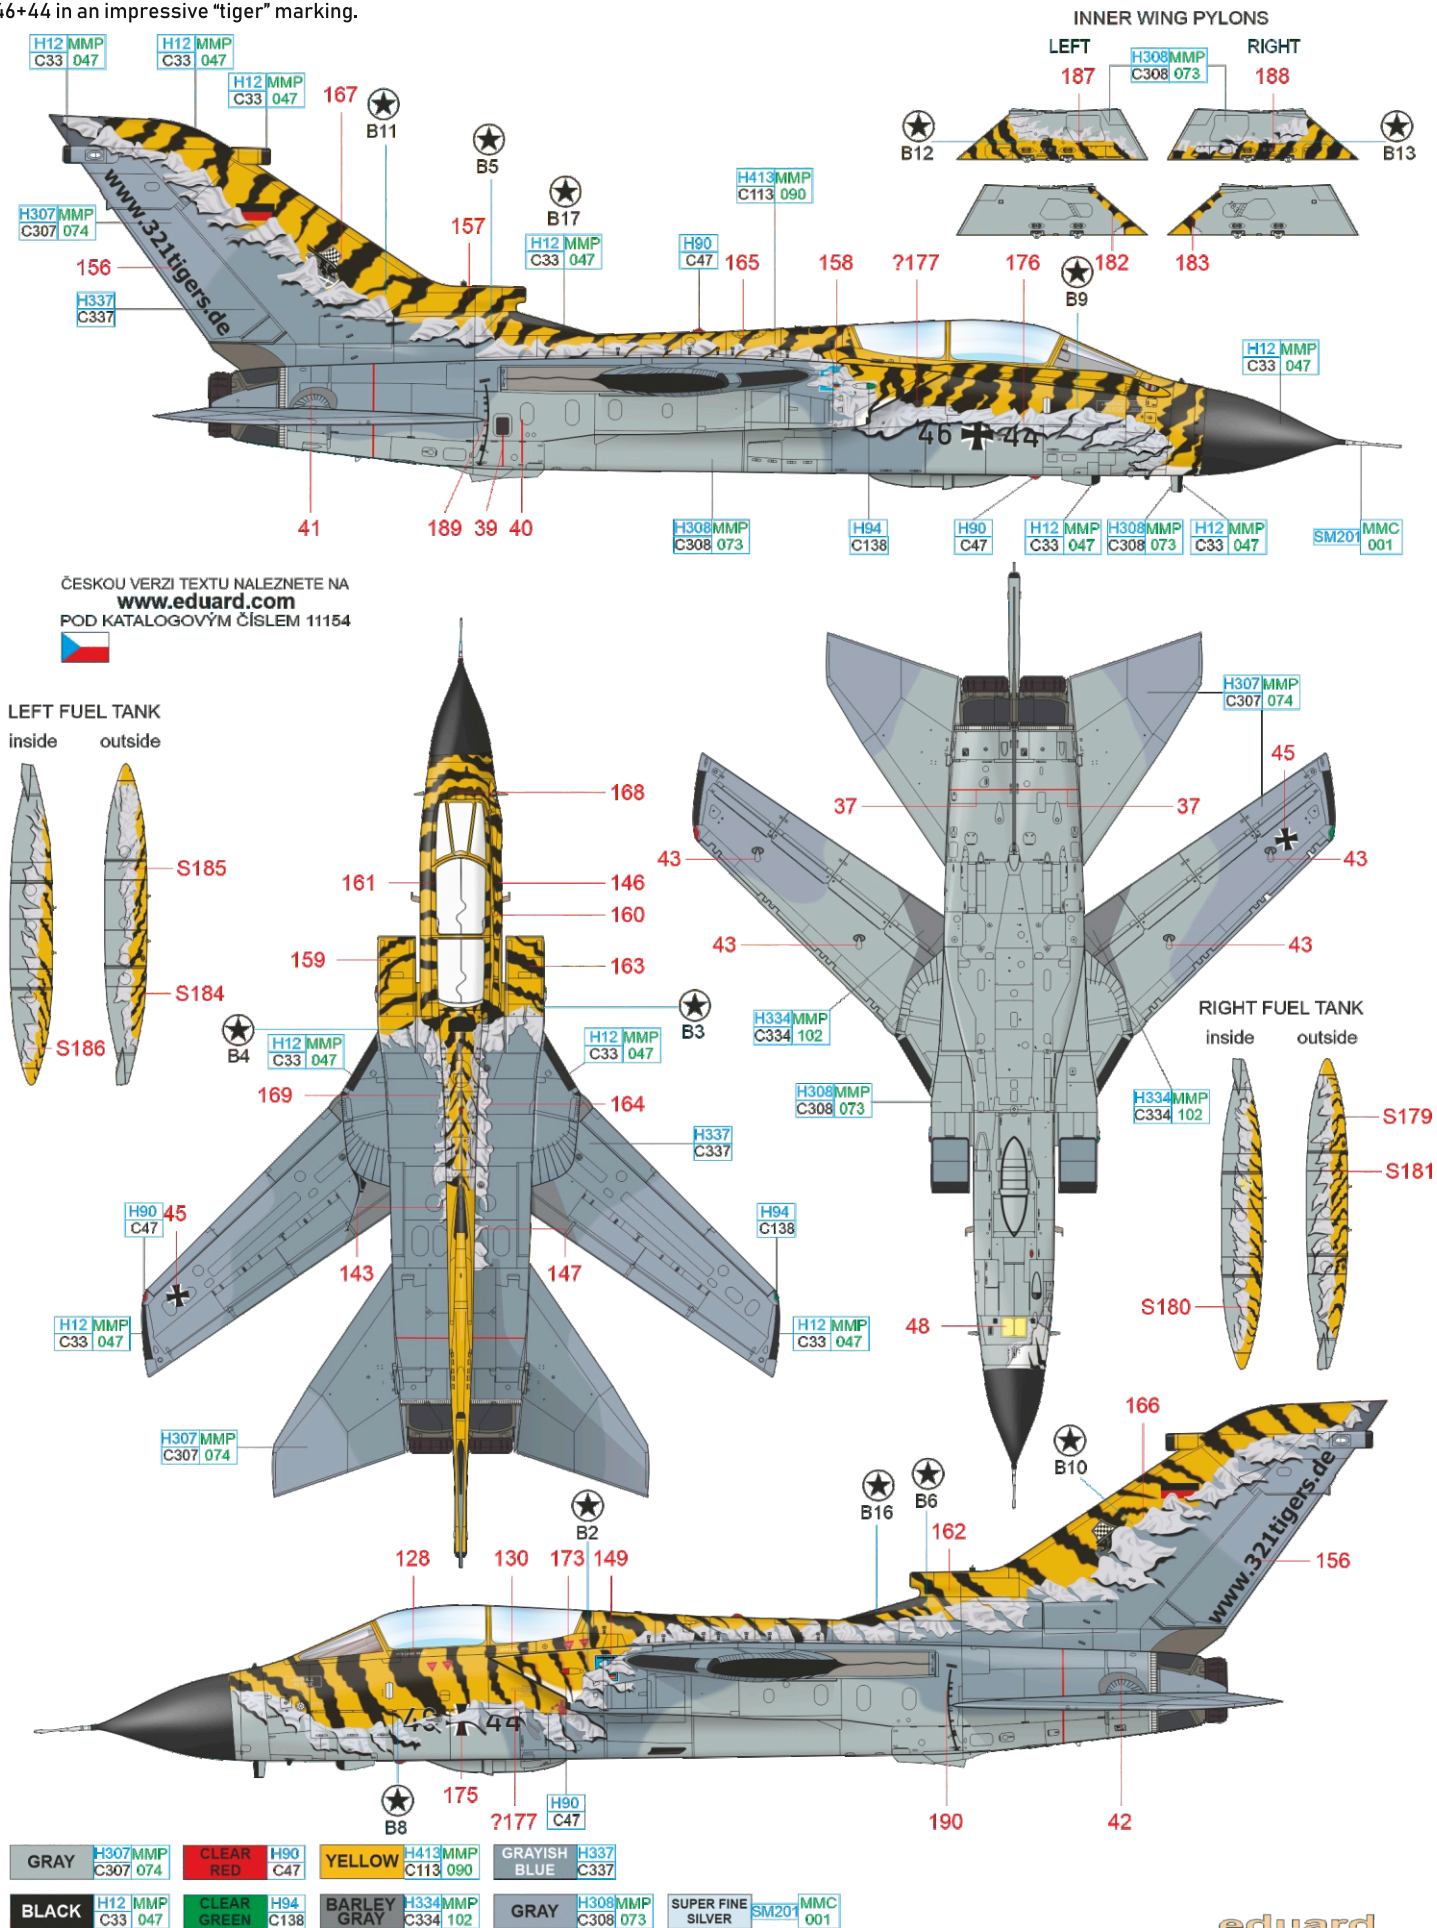 46+44 in an impressive “tiger” marking.
INNER WING PYLONS
LEFT
RIGHT
H12 MMP
C33 047
H12 MMP
C33 047
H12 MMP
C33 047
167
B11
B5
B17
H308 MMP
C308 073
187
188
B12
B13
H413 MMP
C113 090
H307 MMP
C307 074
www.321tigers.de
157
H12 MMP
C33 047
H90
C47
165
158
?177
176
B9
182
183
156
H337
C337
H12 MMP
C33 047
46 44
41
189
39
40
H308 MMP
C308 073
H94
C138
H90
C47
H12 MMP
C33 047
H308 MMP
C308 073
H12 MMP
C33 047
SM201 MMC
001
ČESKOU VERZI TEXTU NALEZNETE NA
www.eduard.com
POD KATALOGOVÝM ČÍSLEM 11154
LEFT FUEL TANK
inside outside
S185
S184
S186
168
161
146
160
159
163
B4
B3
H12 MMP
C33 047
H12 MMP
C33 047
169
164
H337
C337
H90
C47
45
H94
C138
143
147
H12 MMP
C33 047
H12 MMP
C33 047
H307 MMP
C307 074
H307 MMP
C307 074
45
37
37
43
43
43
43
H334 MMP
C334 102
H308 MMP
C308 073
H334 MMP
C334 102
48
RIGHT FUEL TANK
inside outside
S179
S181
S180
166
B10
B16
B6
B2
162
128
130
173
149
www.321tigers.de
156
46 44
175
B8
?177
H90
C47
190
42
GRAY H307 MMP
C307 074
CLEAR RED H90
C47
YELLOW H413 MMP
C113 090
GRAYISH BLUE H337
C337
BLACK H12 MMP
C33 047
CLEAR GREEN H94
C138
BARLEY GRAY H334 MMP
C334 102
GRAY H308 MMP
C308 073
SUPER FINE SILVER SM201 MMC
001
eduard